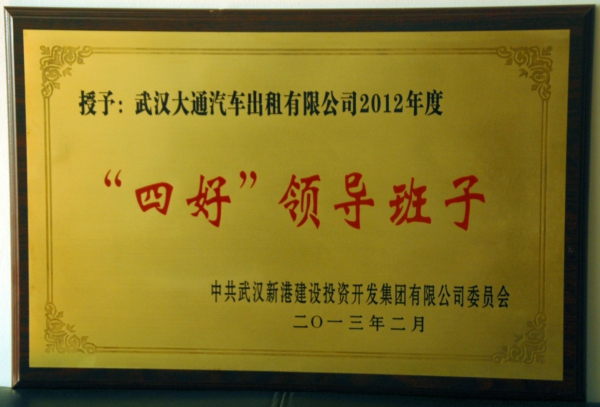 授予：武汉大通汽车出租有限公司2012年度
“四好”领导班子
中共武汉新港建设投资开发集团有限公司委员会
二〇一三年二月